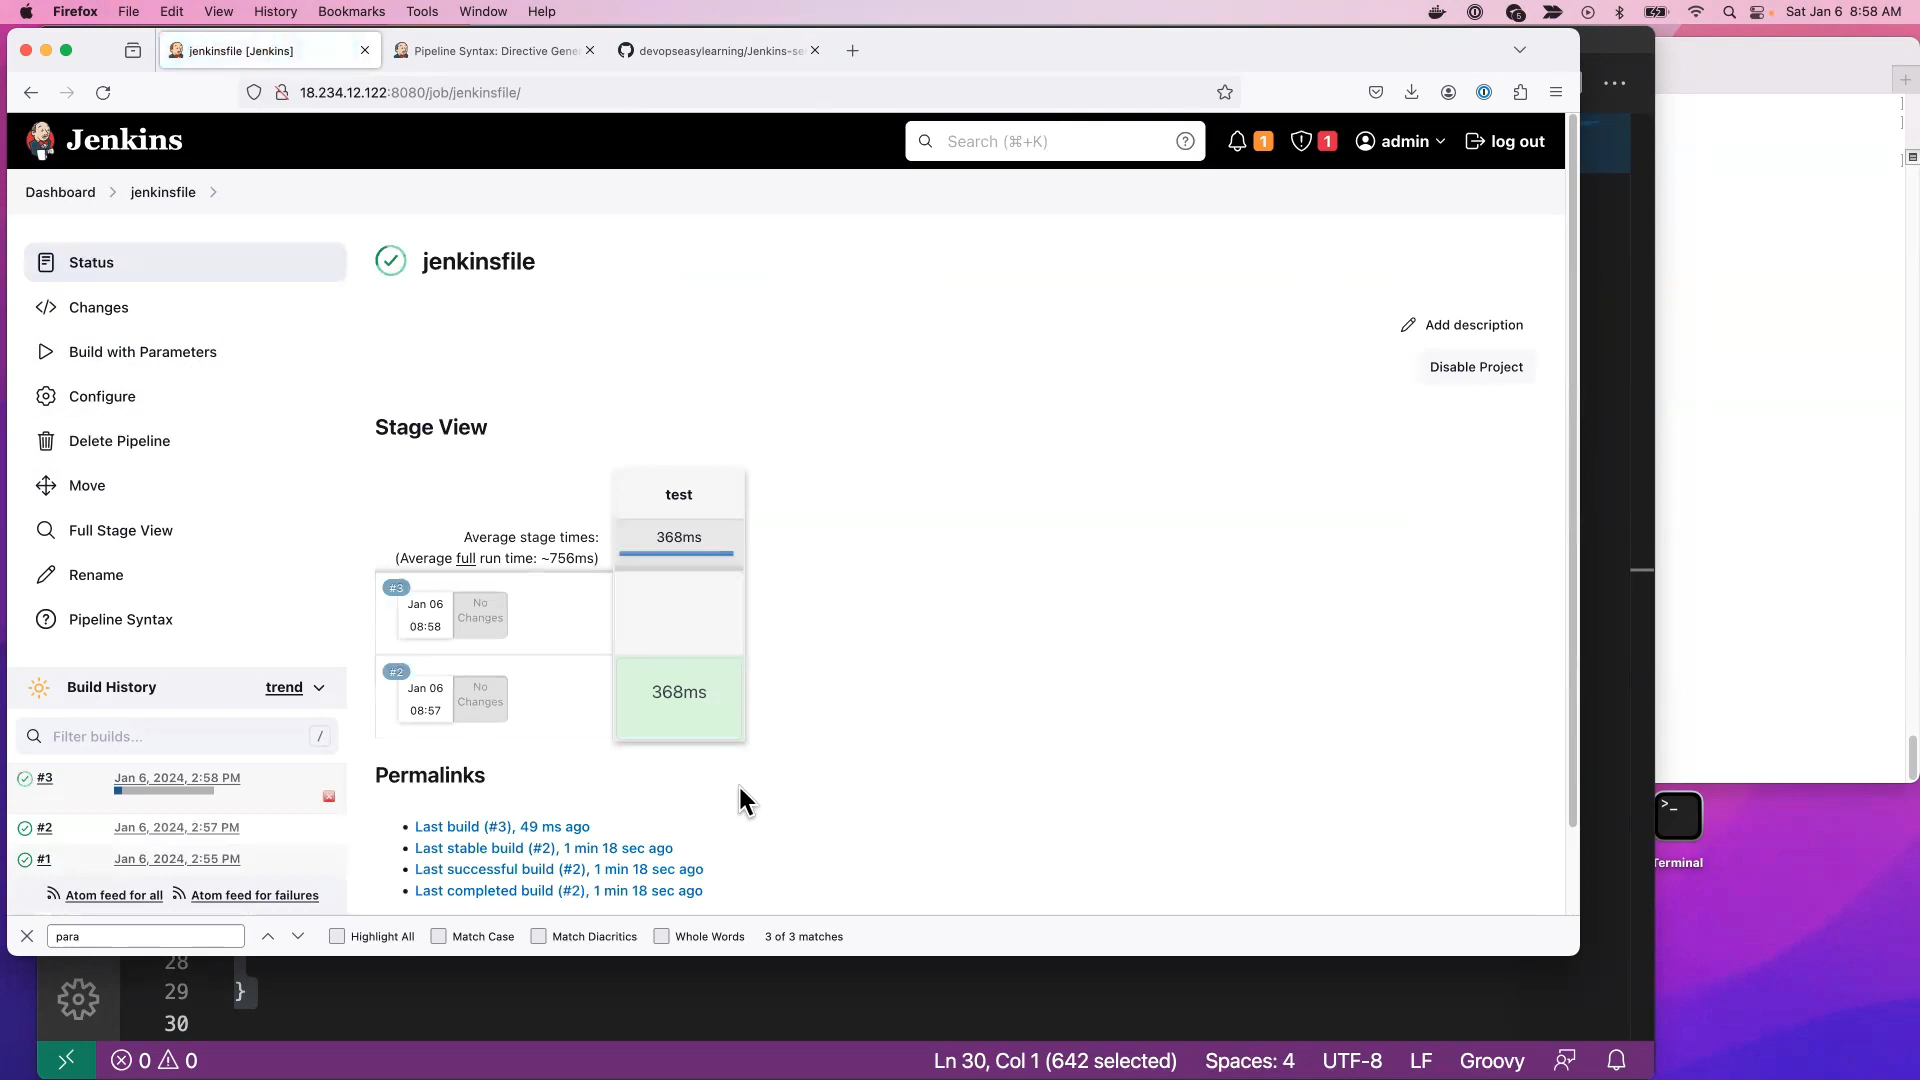 Firefox File Edit View History Bookmarks Tools Window Help
5
Sat Jan 6 8:58 AM
jenkinsfile [Jenkins]
Pipeline Syntax: Directive Gene
devopseasylearning/Jenkins-se
18.234.12.122:8080/job/jenkinsfile/
Jenkins
Search (⌘+K)
1
1
admin
log out
Dashboard
jenkinsfile
Status
Changes
Build with Parameters
Configure
Delete Pipeline
Move
Full Stage View
Rename
Pipeline Syntax
jenkinsfile
Add description
Disable Project
Stage View
test
Average stage times:
(Average full run time: ~756ms)
368ms
#3
Jan 06
08:58
No
Changes
#2
Jan 06
08:57
No
Changes
368ms
Build History
trend
Filter builds...
/
#3 Jan 6, 2024, 2:58 PM
#2 Jan 6, 2024, 2:57 PM
#1 Jan 6, 2024, 2:55 PM
Atom feed for all
Atom feed for failures
Permalinks
Last build (#3), 49 ms ago
Last stable build (#2), 1 min 18 sec ago
Last successful build (#2), 1 min 18 sec ago
Last completed build (#2), 1 min 18 sec ago
para
Highlight All
Match Case
Match Diacritics
Whole Words
3 of 3 matches
Terminal
28
29 }
30
0 0
Ln 30, Col 1 (642 selected)
Spaces: 4
UTF-8
LF
Groovy